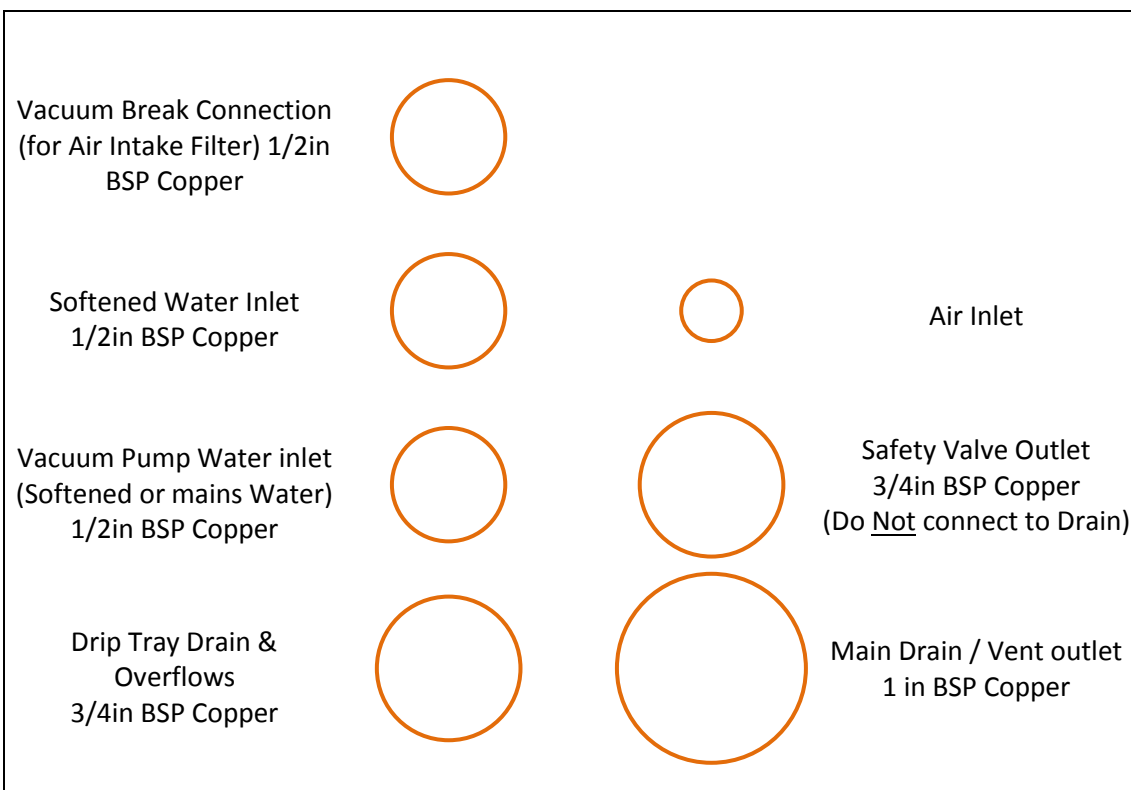 Vacuum Break Connection
(for Air Intake Filter) 1/2in
BSP Copper
Softened Water Inlet
1/2in BSP Copper
Air Inlet
Vacuum Pump Water inlet
(Softened or mains Water)
1/2in BSP Copper
Safety Valve Outlet
3/4in BSP Copper
(Do Not connect to Drain)
Drip Tray Drain &
Overflows
3/4in BSP Copper
Main Drain / Vent outlet
1 in BSP Copper